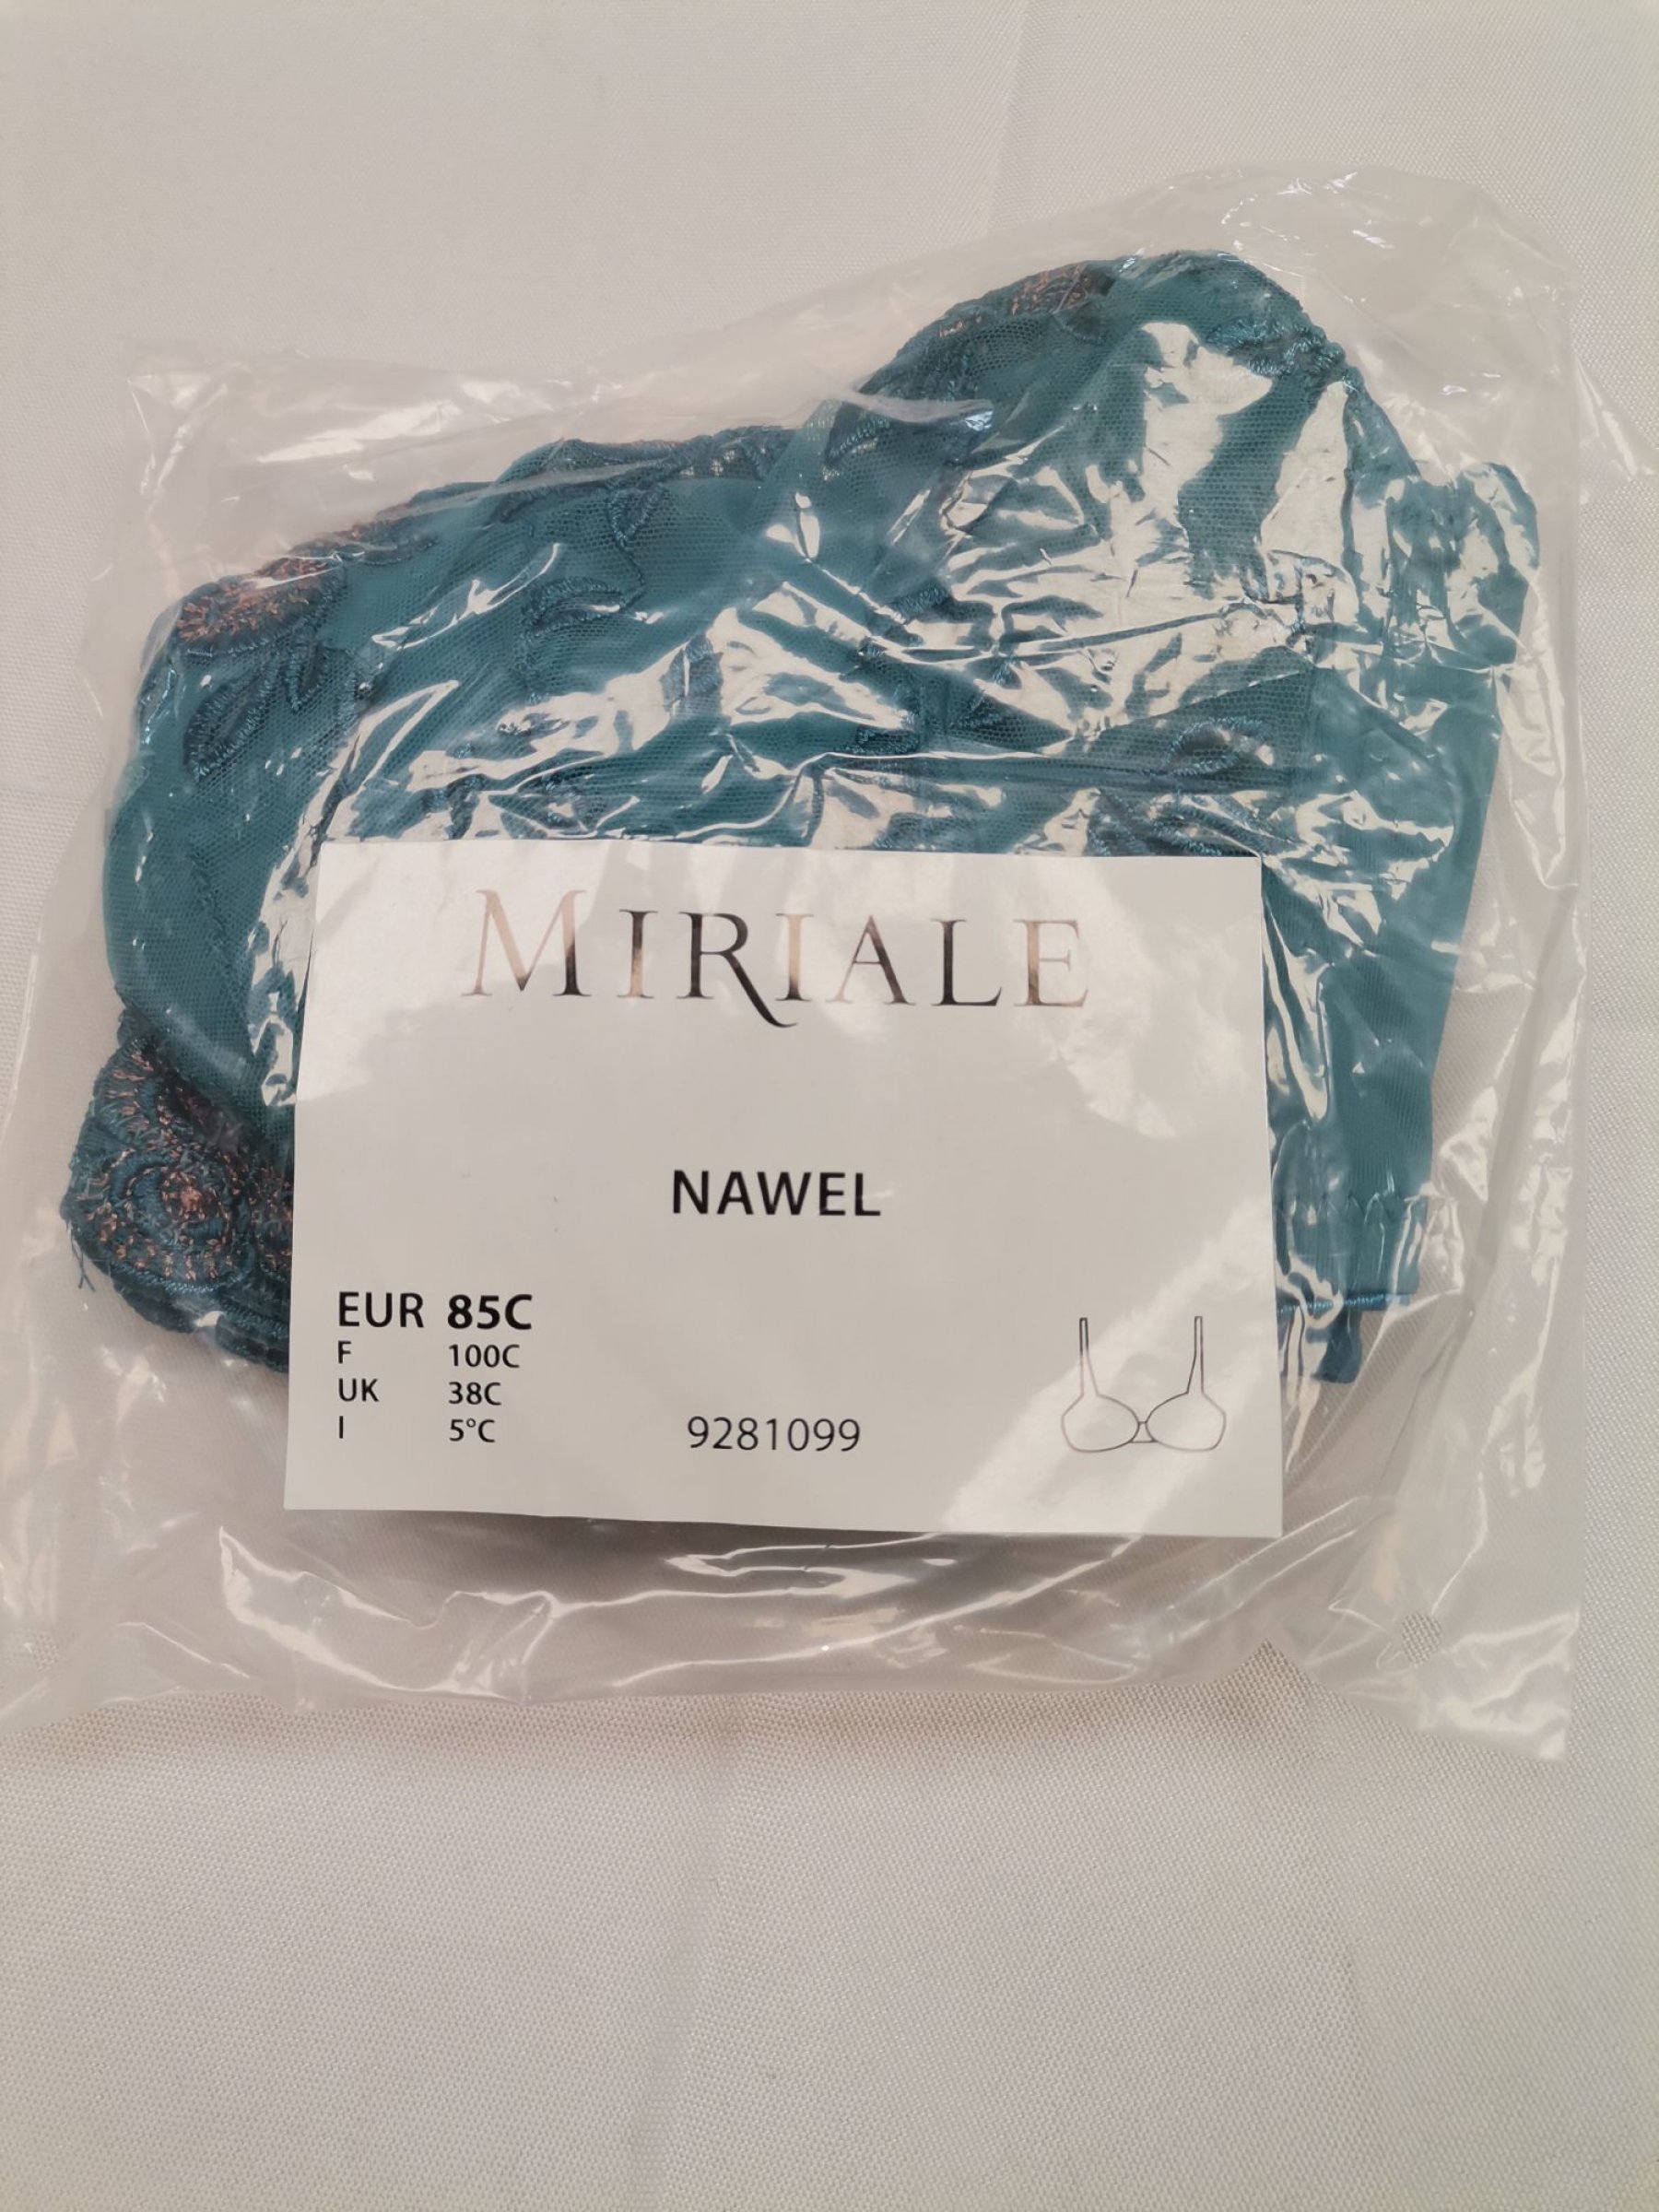 MIRIALE
NAWEL
EUR 85C
F 100C
UK 38C
I 5°C
9281099